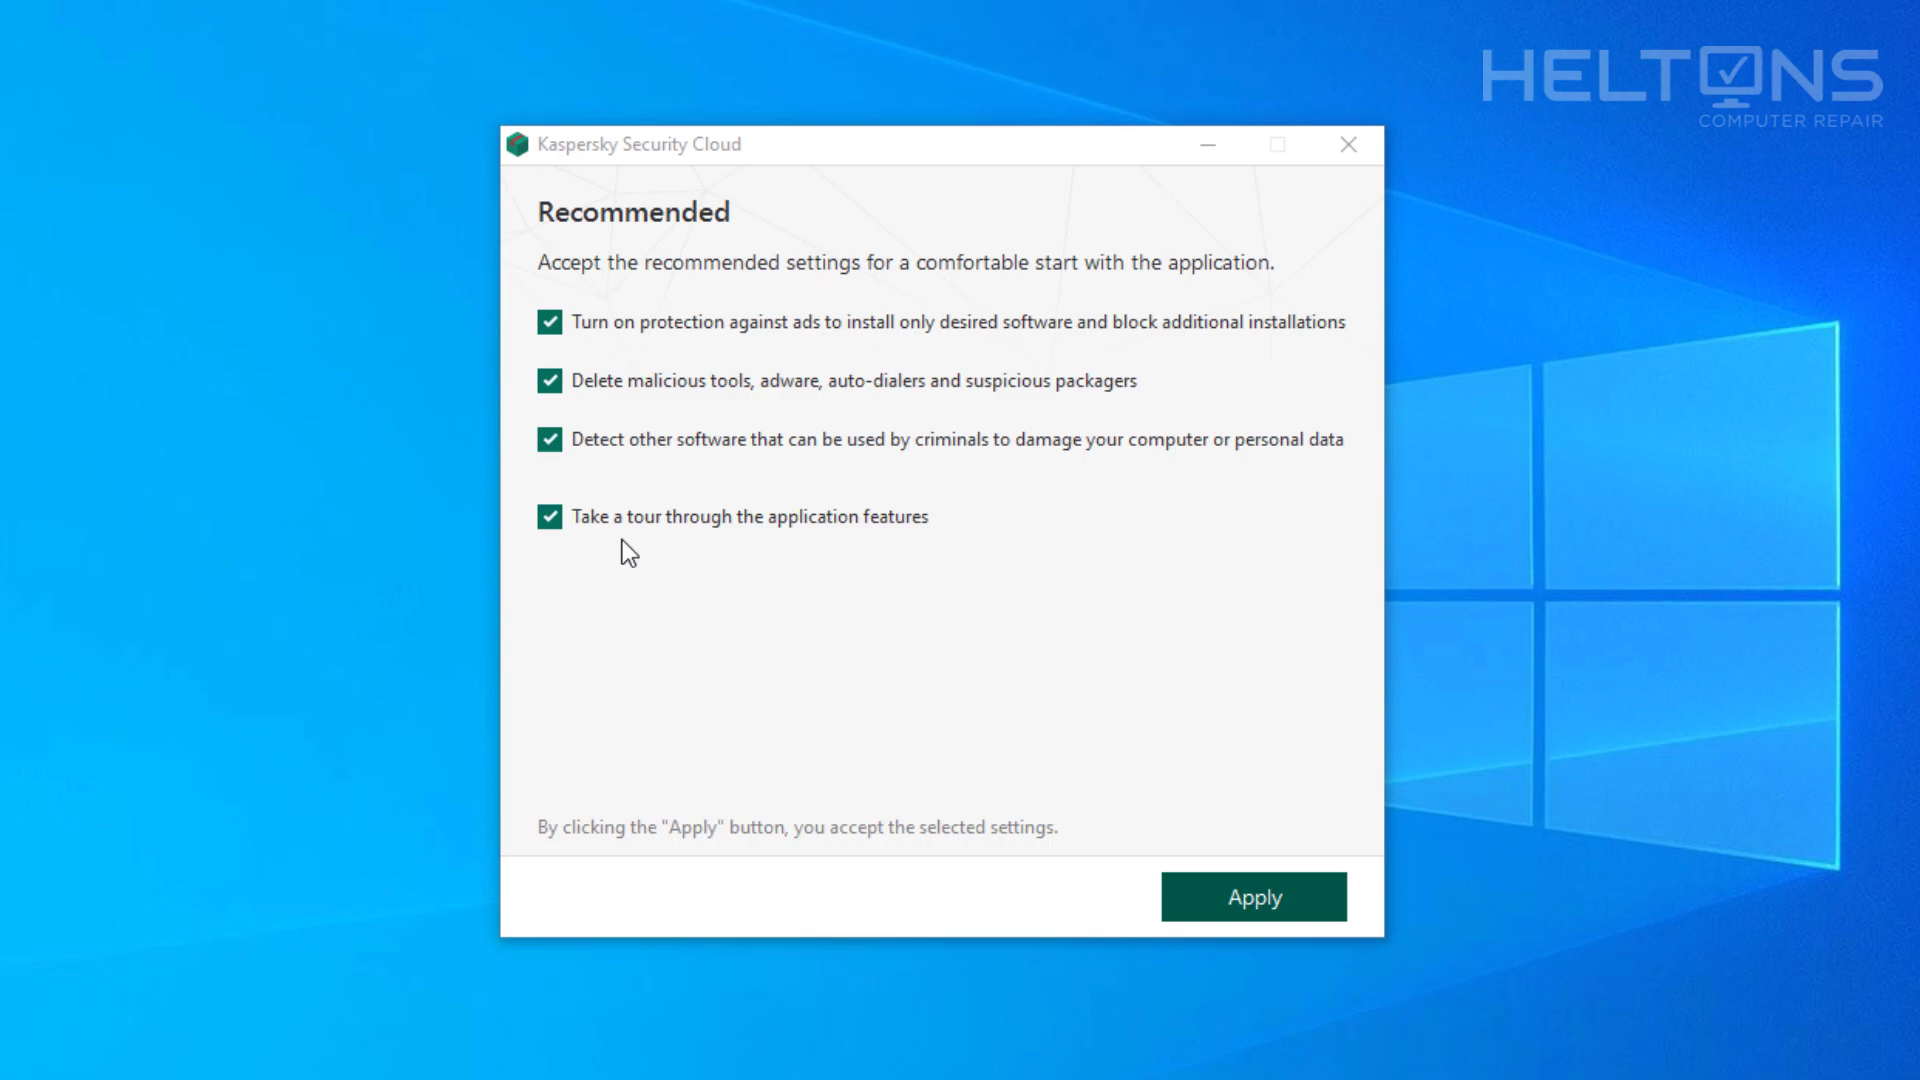 HELTONS
COMPUTER REPAIR
Kaspersky Security Cloud
Recommended
Accept the recommended settings for a comfortable start with the application.
Turn on protection against ads to install only desired software and block additional installations
Delete malicious tools, adware, auto-dialers and suspicious packagers
Detect other software that can be used by criminals to damage your computer or personal data
Take a tour through the application features
By clicking the "Apply" button, you accept the selected settings.
Apply